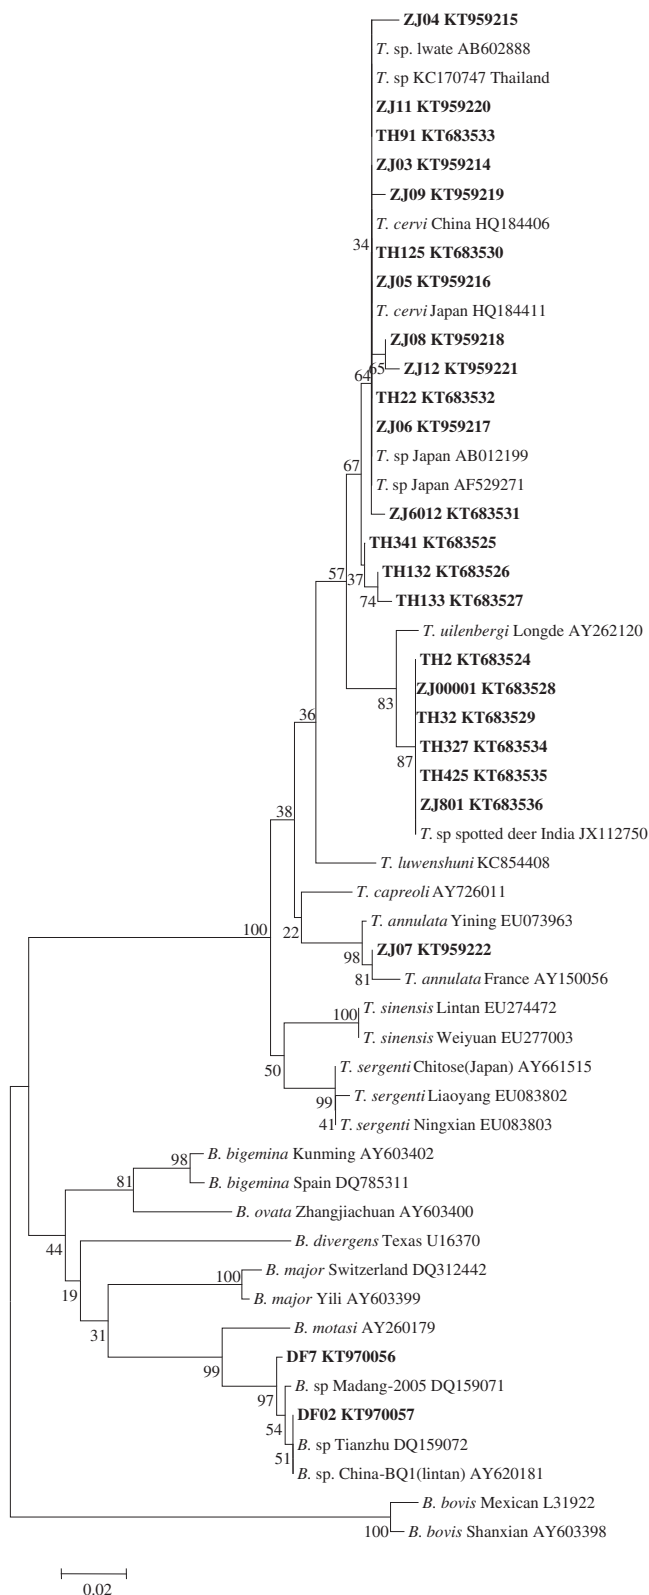 ZJ04 KT959215
T. sp. lwate AB602888
T. sp KC170747 Thailand
ZJ11 KT959220
TH91 KT683533
ZJ03 KT959214
ZJ09 KT959219
T. cervi China HQ184406
34
TH125 KT683530
ZJ05 KT959216
T. cervi Japan HQ184411
ZJ08 KT959218
65
ZJ12 KT959221
64
TH22 KT683532
ZJ06 KT959217
T. sp Japan AB012199
T. sp Japan AF529271
67
ZJ6012 KT683531
TH341 KT683525
TH132 KT683526
57
37
TH133 KT683527
74
T. uilenbergi Longde AY262120
TH2 KT683524
ZJ00001 KT683528
83
TH32 KT683529
36
TH327 KT683534
87
TH425 KT683535
ZJ801 KT683536
38
T. sp spotted deer India JX112750
T. luwenshuni KC854408
T. capreoli AY726011
T. annulata Yining EU073963
100
22
ZJ07 KT959222
98
T. annulata France AY150056
81
T. sinensis Lintan EU274472
100
T. sinensis Weiyuan EU277003
T. sergenti Chitose(Japan) AY661515
50
T. sergenti Liaoyang EU083802
99
T. sergenti Ningxian EU083803
41
B. bigemina Kunming AY603402
98
B. bigemina Spain DQ785311
81
B. ovata Zhangjiachuan AY603400
B. divergens Texas U16370
44
B. major Switzerland DQ312442
100
19
B. major Yili AY603399
B. motasi AY260179
31
DF7 KT970056
99
B. sp Madang-2005 DQ159071
97
DF02 KT970057
54
B. sp Tianzhu DQ159072
51
B. sp. China-BQ1(lintan) AY620181
B. bovis Mexican L31922
100
B. bovis Shanxian AY603398
0.02